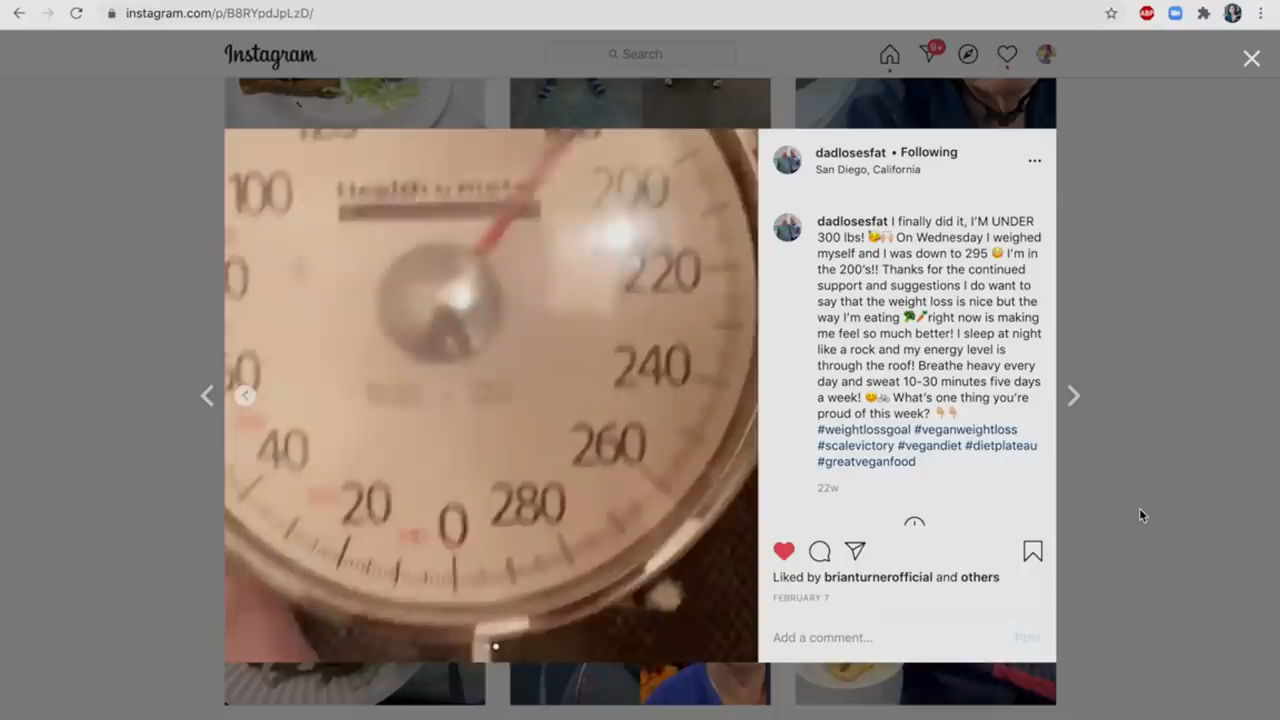 instagram.com/p/B8RYpdJpLzD/
ABP
Instagram
Search
9+
100
200
220
240
260
280
0
20
40
Health o meter
dadlosesfat • Following
San Diego, California
dadlosesfat I finally did it, I'M UNDER
300 lbs! 🥳🙌🏻 On Wednesday I weighed
myself and I was down to 295 😳 I'm in
the 200's!! Thanks for the continued
support and suggestions I do want to
say that the weight loss is nice but the
way I'm eating 🥦🥕right now is making
me feel so much better! I sleep at night
like a rock and my energy level is
through the roof! Breathe heavy every
day and sweat 10-30 minutes five days
a week! 😊🚲 What's one thing you're
proud of this week? 👇🏼👇🏼
#weightlossgoal #veganweightloss
#scalevictory #vegandiet #dietplateau
#greatveganfood
22w
Liked by brianturnerofficial and others
FEBRUARY 7
Add a comment...
Post